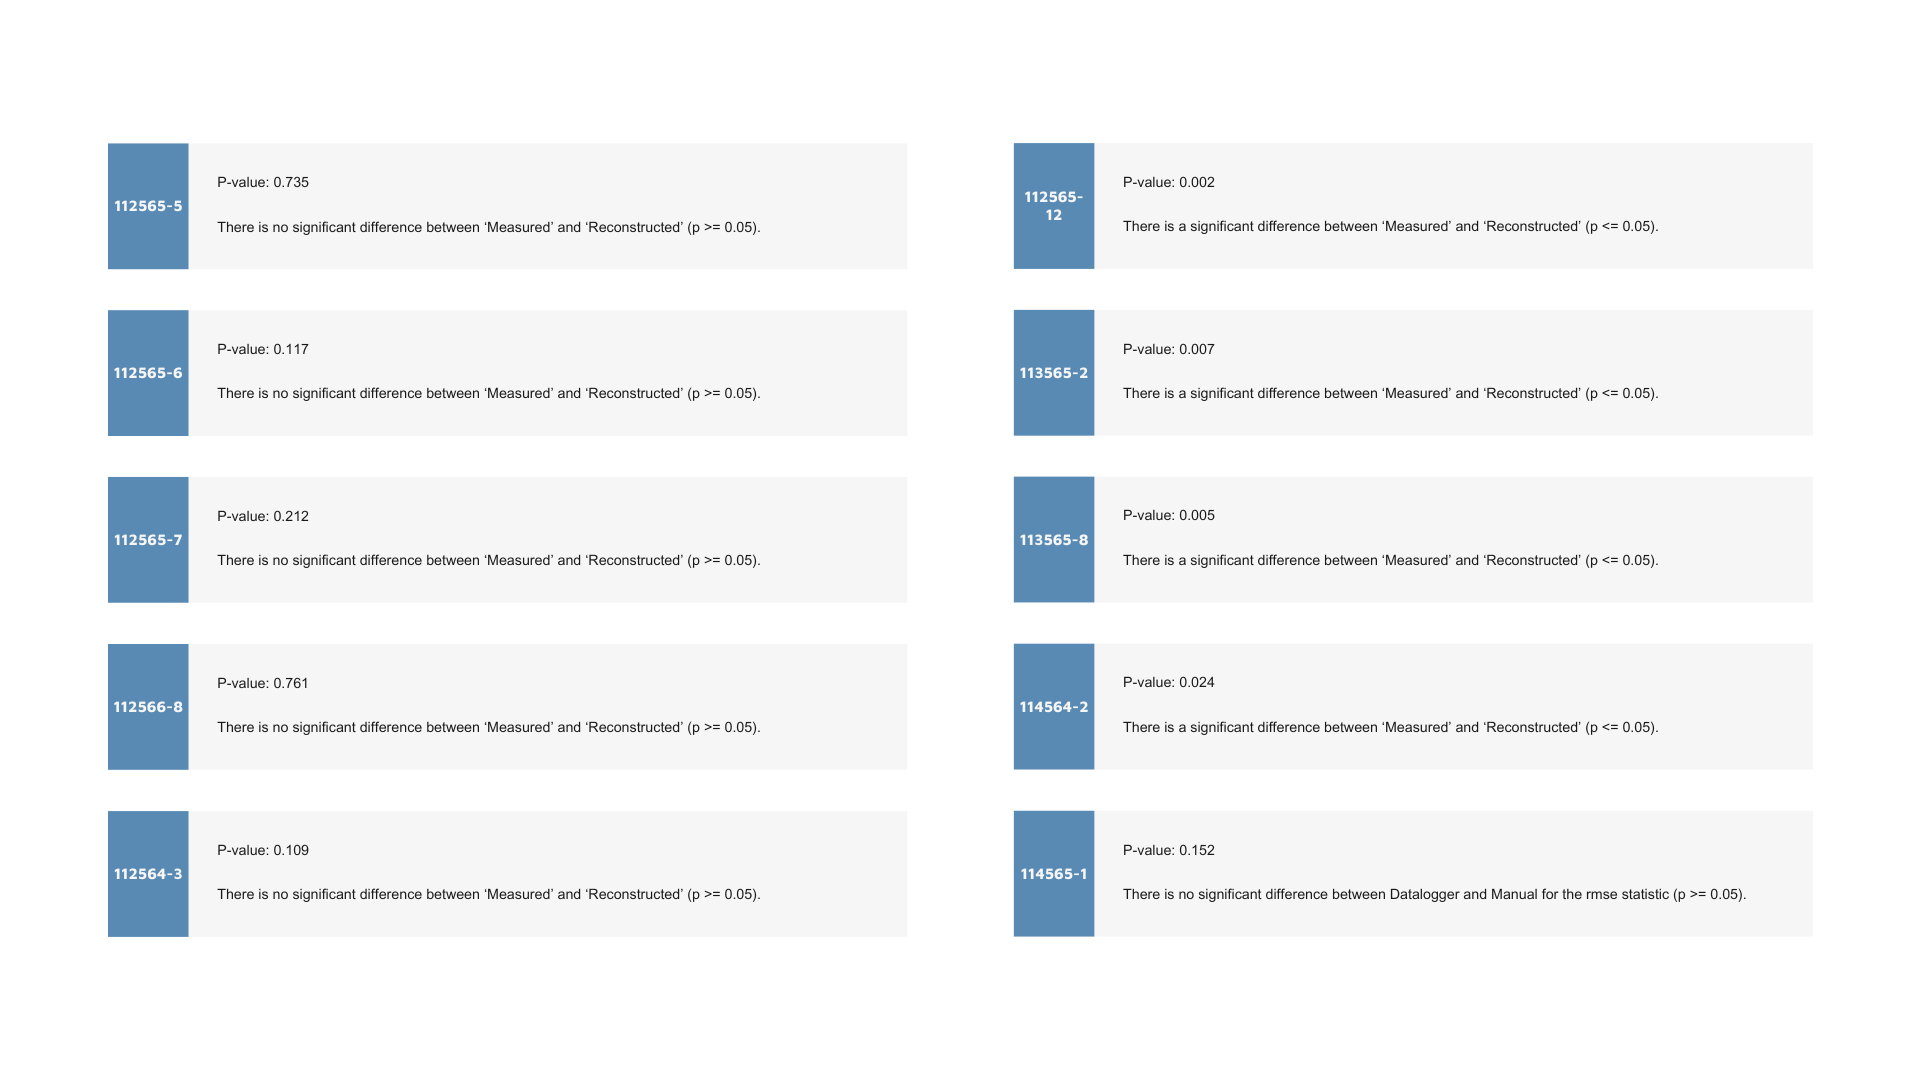 112565-5
P-value: 0.735
There is no significant difference between ‘Measured’ and ‘Reconstructed’ (p >= 0.05).
112565-6
P-value: 0.117
There is no significant difference between ‘Measured’ and ‘Reconstructed’ (p >= 0.05).
112565-7
P-value: 0.212
There is no significant difference between ‘Measured’ and ‘Reconstructed’ (p >= 0.05).
112566-8
P-value: 0.761
There is no significant difference between ‘Measured’ and ‘Reconstructed’ (p >= 0.05).
112564-3
P-value: 0.109
There is no significant difference between ‘Measured’ and ‘Reconstructed’ (p >= 0.05).
112565-
12
P-value: 0.002
There is a significant difference between ‘Measured’ and ‘Reconstructed’ (p <= 0.05).
113565-2
P-value: 0.007
There is a significant difference between ‘Measured’ and ‘Reconstructed’ (p <= 0.05).
113565-8
P-value: 0.005
There is a significant difference between ‘Measured’ and ‘Reconstructed’ (p <= 0.05).
114564-2
P-value: 0.024
There is a significant difference between ‘Measured’ and ‘Reconstructed’ (p <= 0.05).
114565-1
P-value: 0.152
There is no significant difference between Datalogger and Manual for the rmse statistic (p >= 0.05).